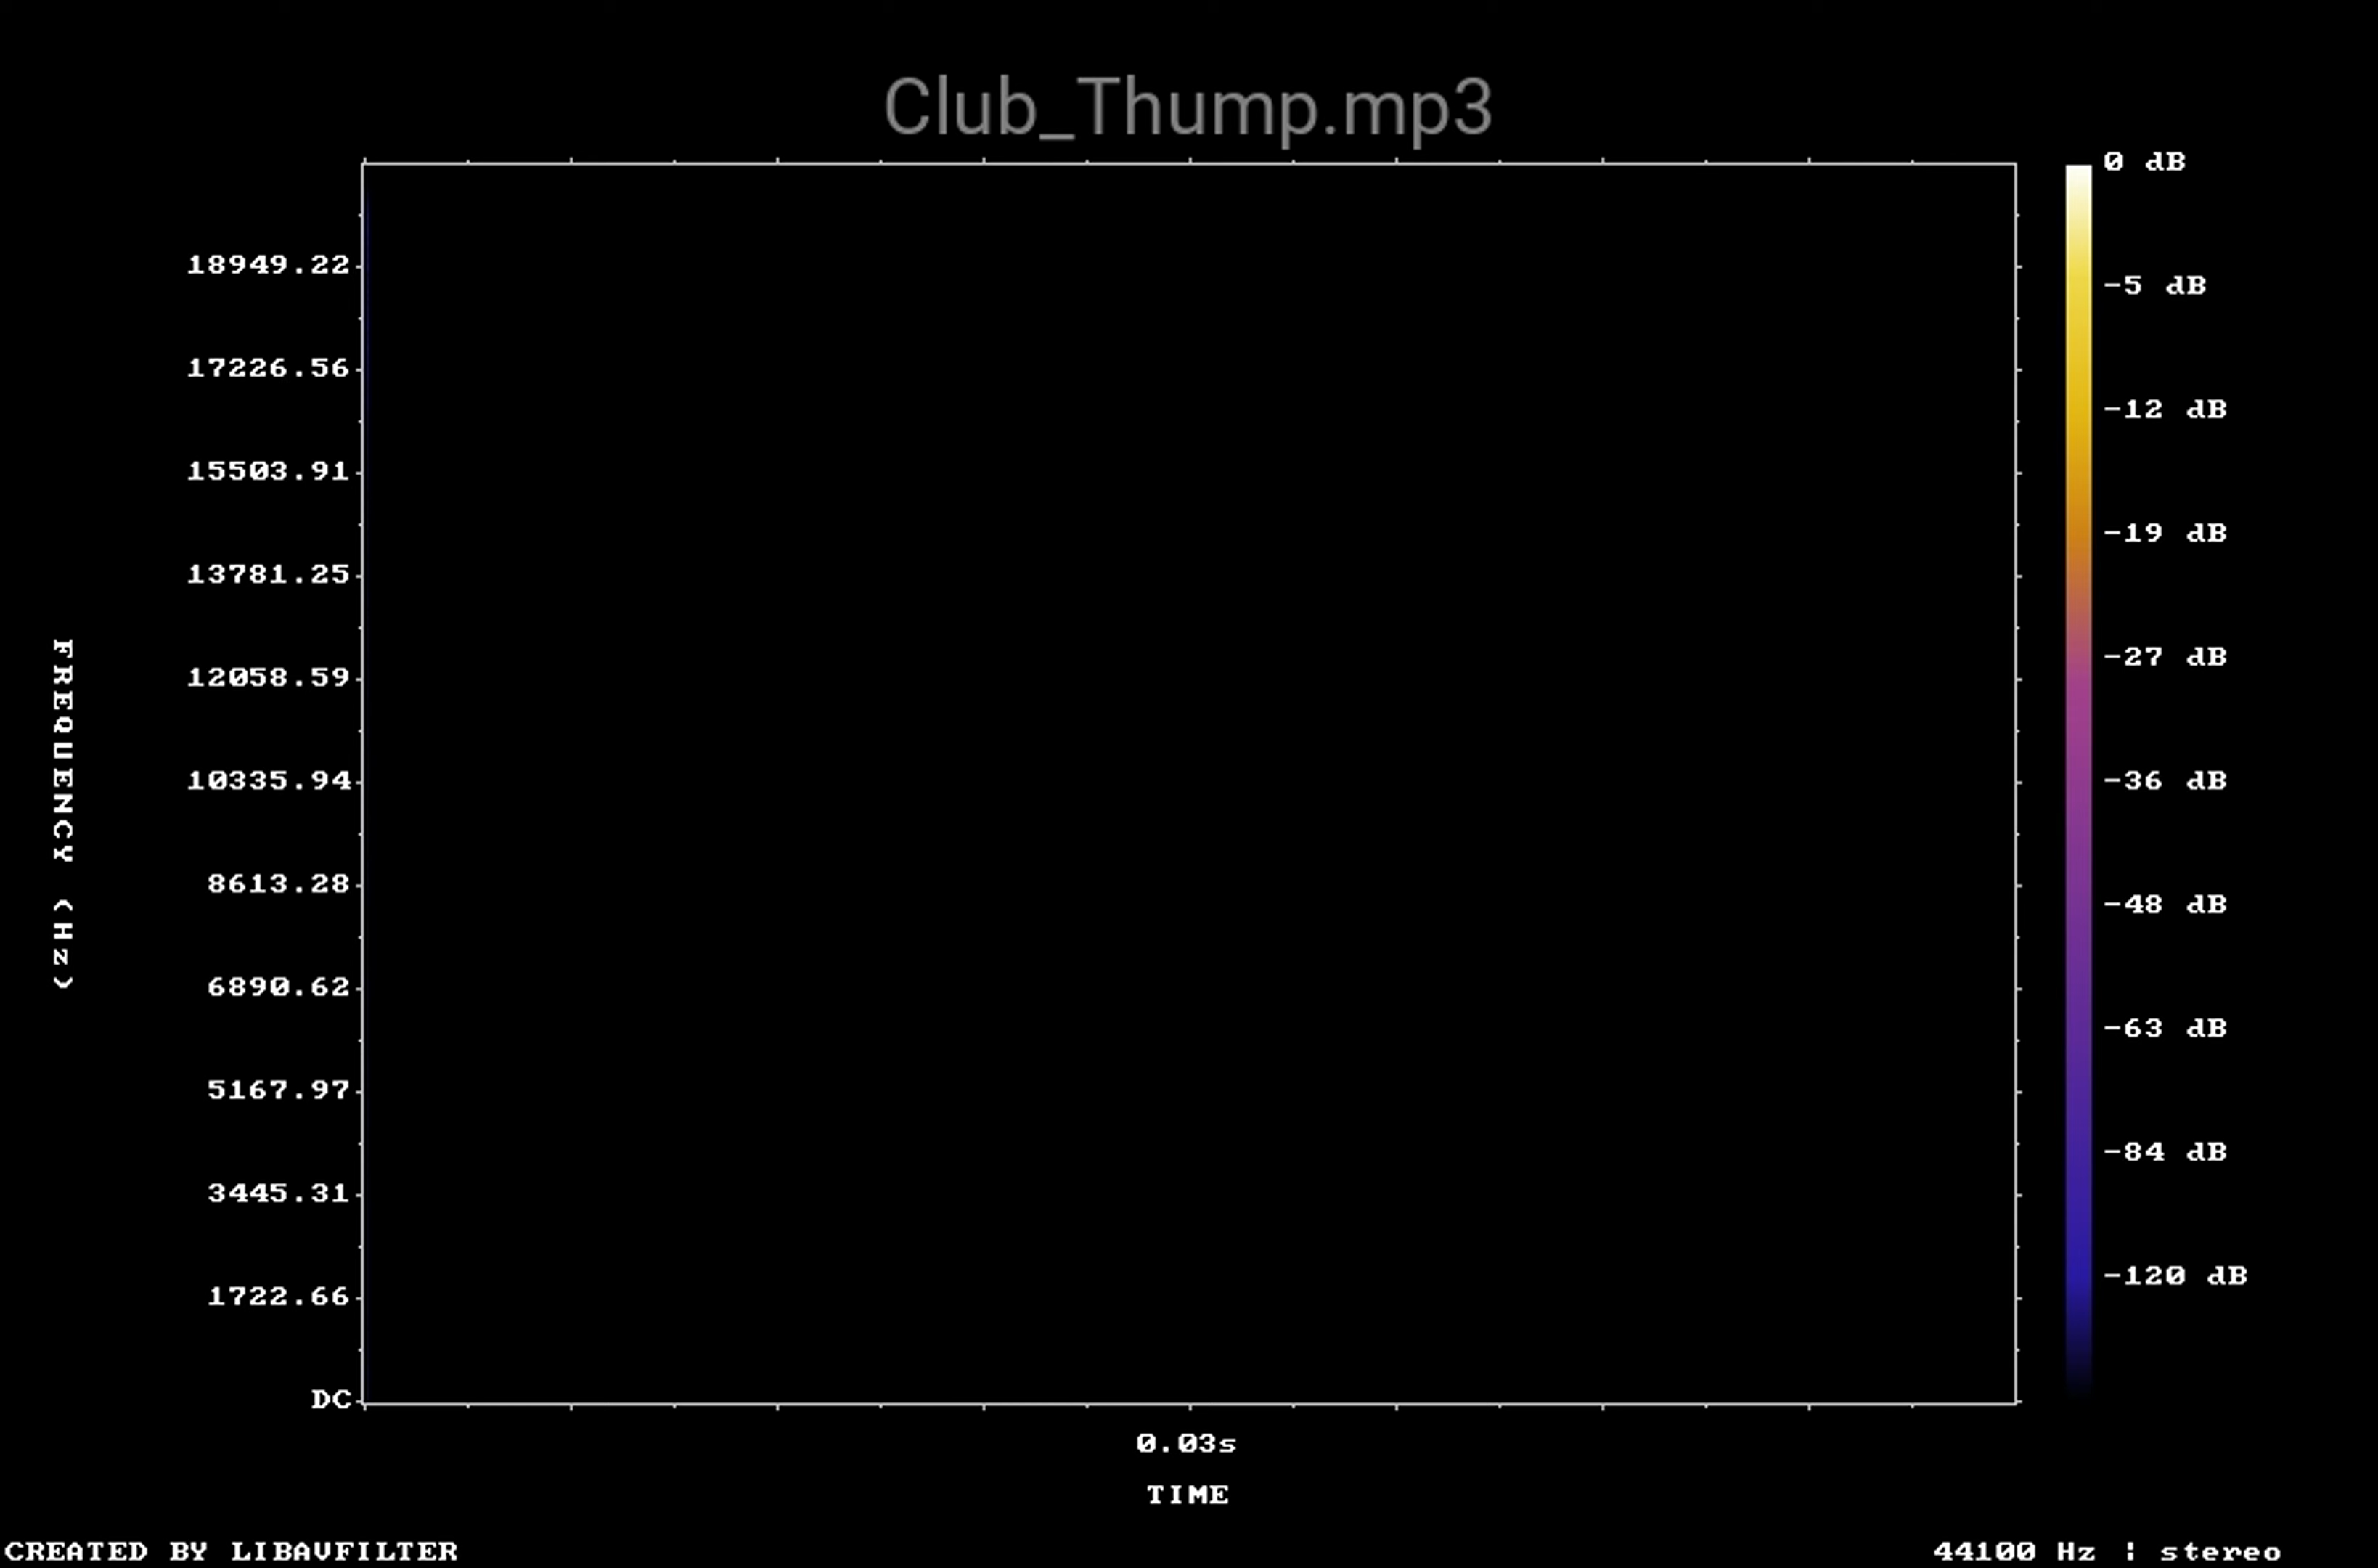 Club_Thump.mp3
0 dB
18949.22
-5 dB
17226.56
-12 dB
15503.91
-19 dB
13781.25
-27 dB
12058.59
-36 dB
10335.94
8613.28
-48 dB
6890.62
-63 dB
5167.97
-84 dB
3445.31
-120 dB
1722.66
DC
FREQUENCY (Hz)
0.03s
TIME
CREATED BY LIBAVFILTER
44100 Hz | stereo